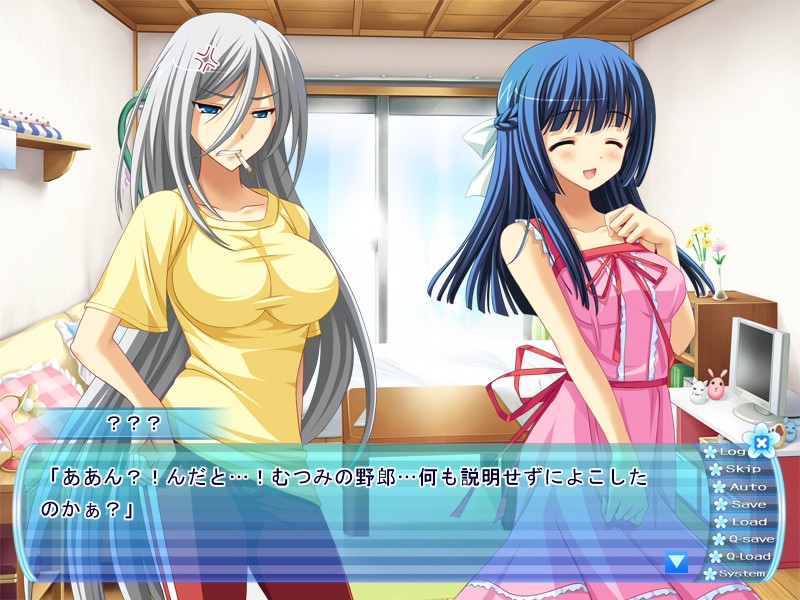 ？？？
「ああん？！んだと…！むつみの野郎…何も説明せずによこした
のかぁ？」
Log
Skip
Auto
Save
Load
Q-save
Q-Load
System